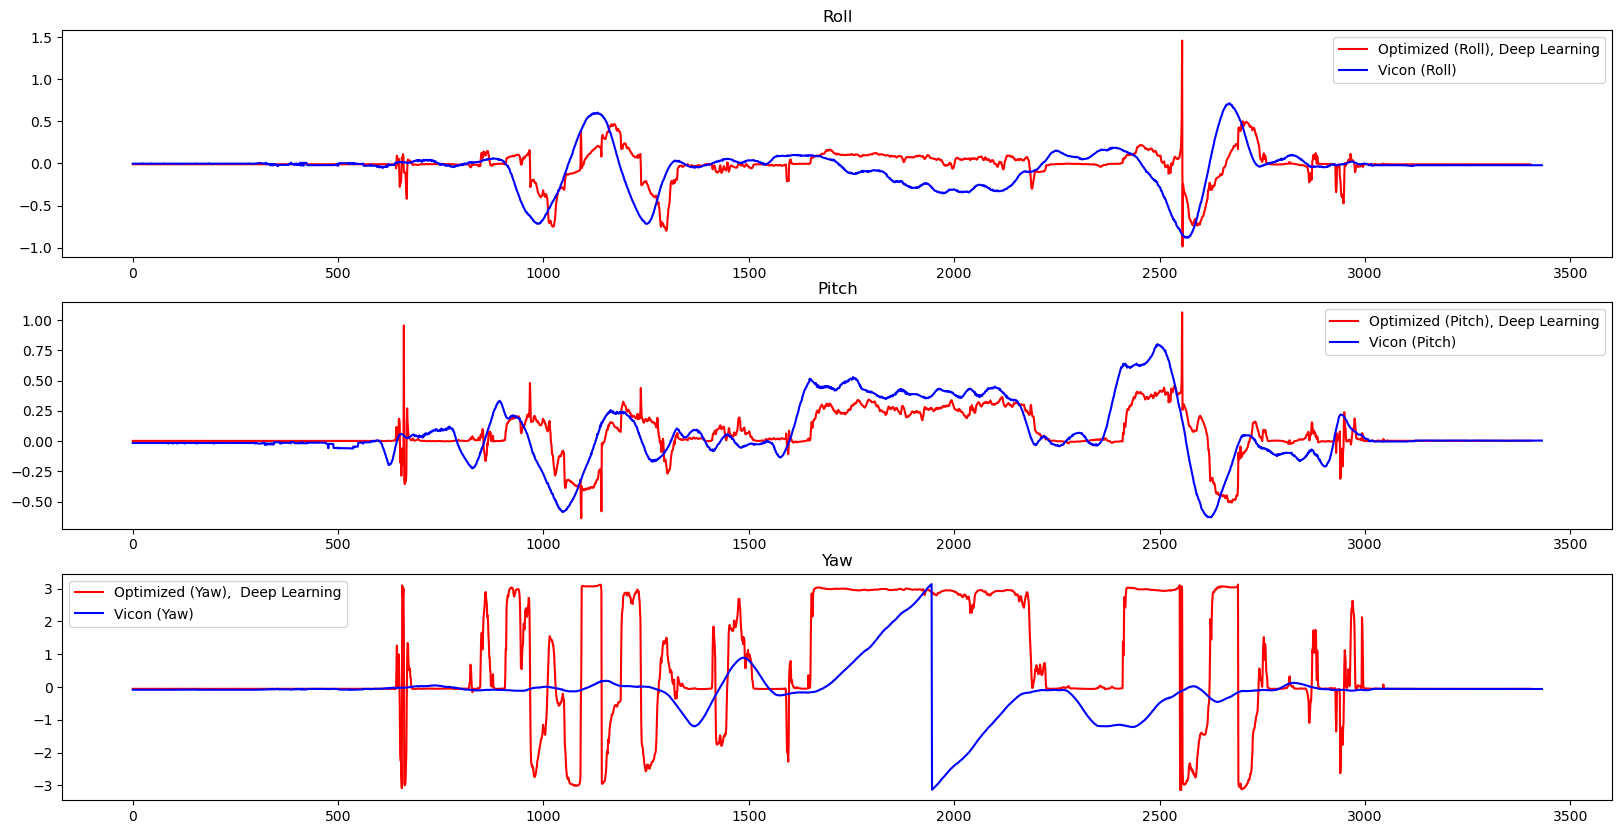 Roll
1.5
1.0
0.5
0.0
−0.5
−1.0
Optimized (Roll), Deep Learning
Vicon (Roll)
0 500 1000 1500 2000 2500 3000 3500
Pitch
1.00
0.75
0.50
0.25
0.00
−0.25
−0.50
Optimized (Pitch), Deep Learning
Vicon (Pitch)
0 500 1000 1500 2000 2500 3000 3500
Yaw
3
2
1
0
−1
−2
−3
Optimized (Yaw),  Deep Learning
Vicon (Yaw)
0 500 1000 1500 2000 2500 3000 3500